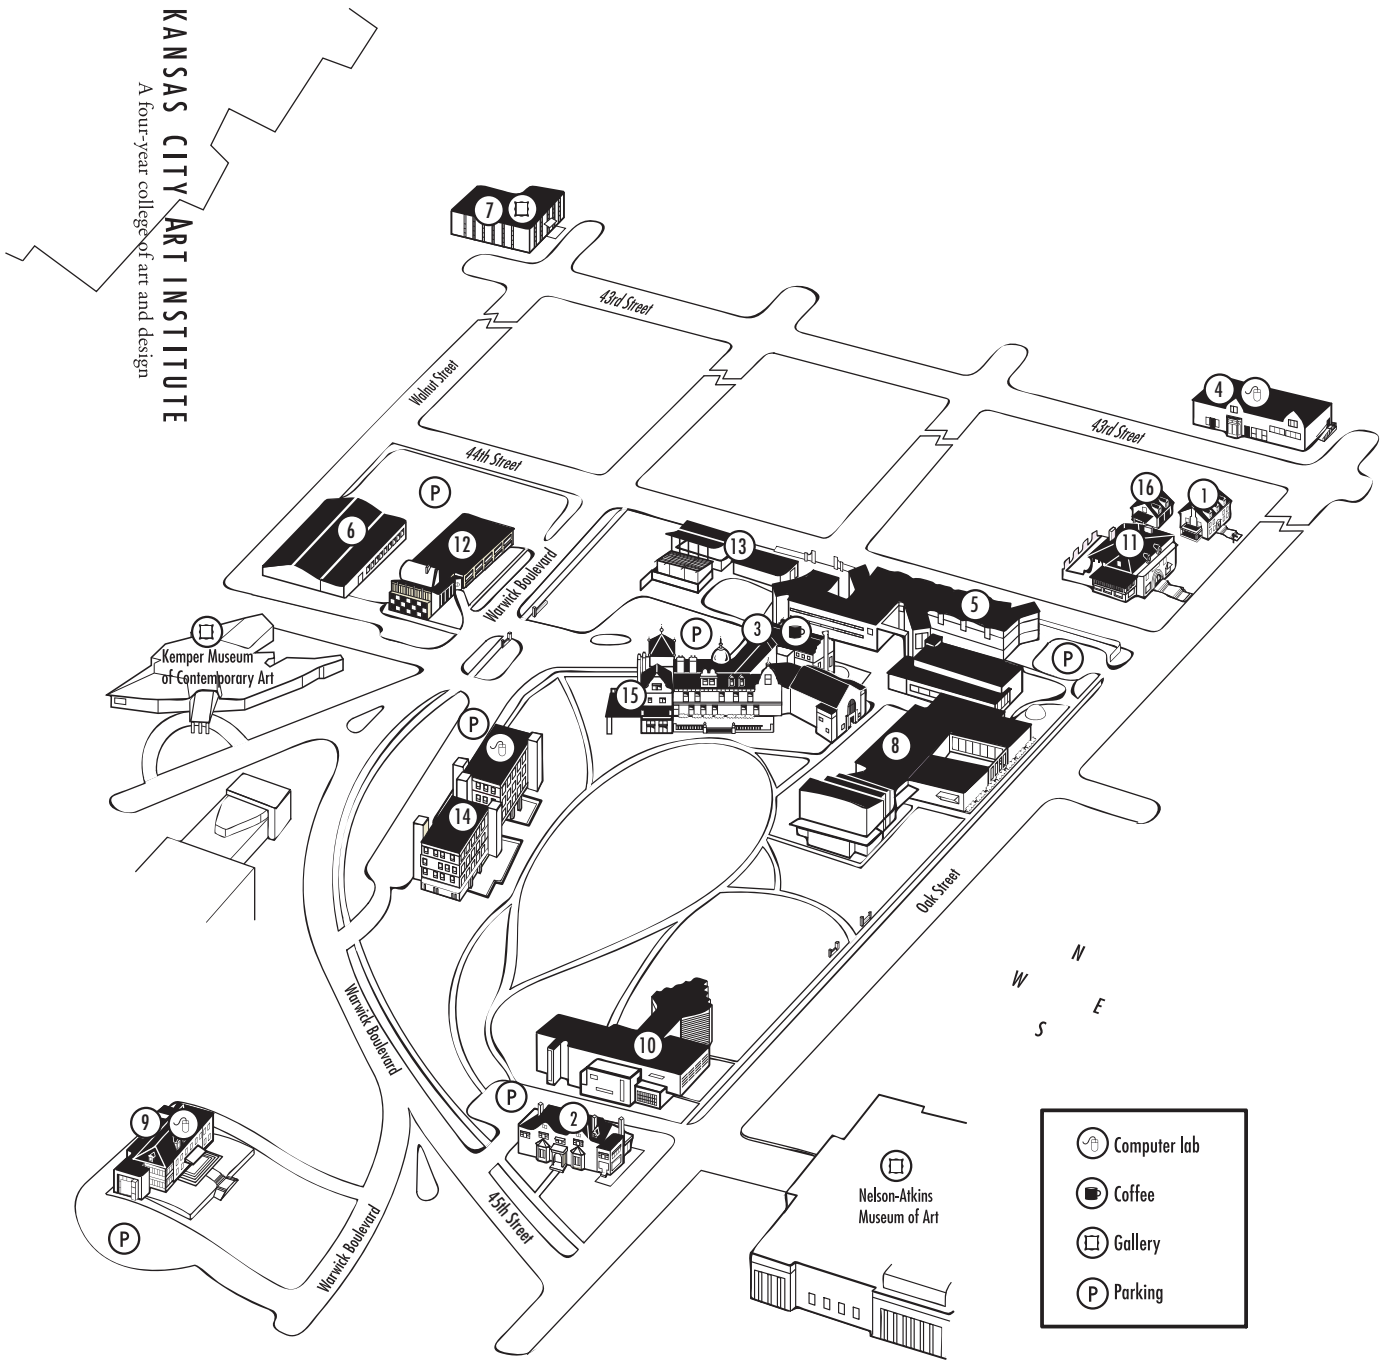 KANSAS CITY ART INSTITUTE
A four-year college of art and design
7
43rd Street
Walnut Street
4
43rd Street
44th Street
P
16
1
6
12
13
11
Warwick Boulevard
5
3
P
P
Kemper Museum
of Contemporary Art
15
P
8
14
Oak Street
N
W
E
S
Warwick Boulevard
10
P
2
9
45th Street
P
Warwick Boulevard
Nelson-Atkins
Museum of Art
Computer lab
Coffee
Gallery
P Parking